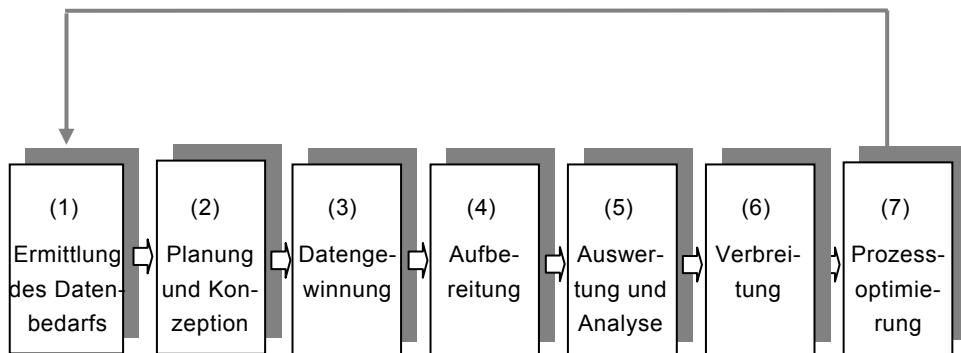 (1)
Ermittlung
des Daten-
bedarfs
(2)
Planung
und Kon-
zeption
(3)
Datenge-
winnung
(4)
Aufbe-
reitung
(5)
Auswer-
tung und
Analyse
(6)
Verbrei-
tung
(7)
Prozess-
optimie-
rung